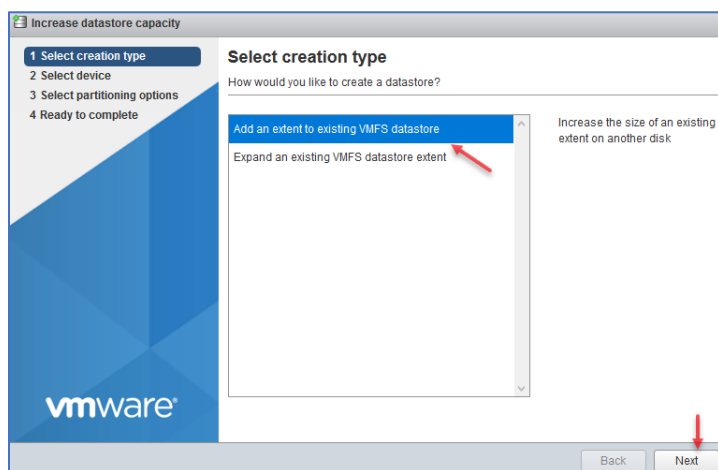 Increase datastore capacity
1 Select creation type
2 Select device
3 Select partitioning options
4 Ready to complete
Select creation type
How would you like to create a datastore?
Add an extent to existing VMFS datastore
Expand an existing VMFS datastore extent
Increase the size of an existing
extent on another disk
vmware
Back
Next